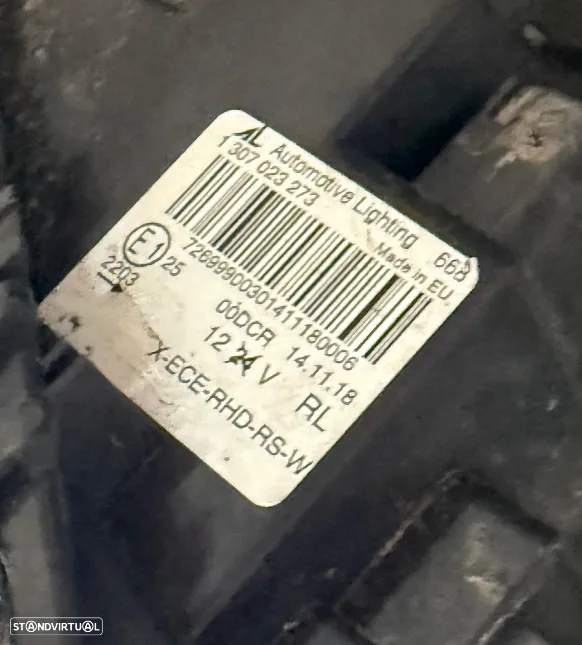 AL Automotive Lighting 668
1 307 023 273 Made in EU
72699900301411180006
E1 25
2203
00DCR 14.11.18
12 24 V RL
X-ECE-RHD-RS-W
STANDVIRTUAL